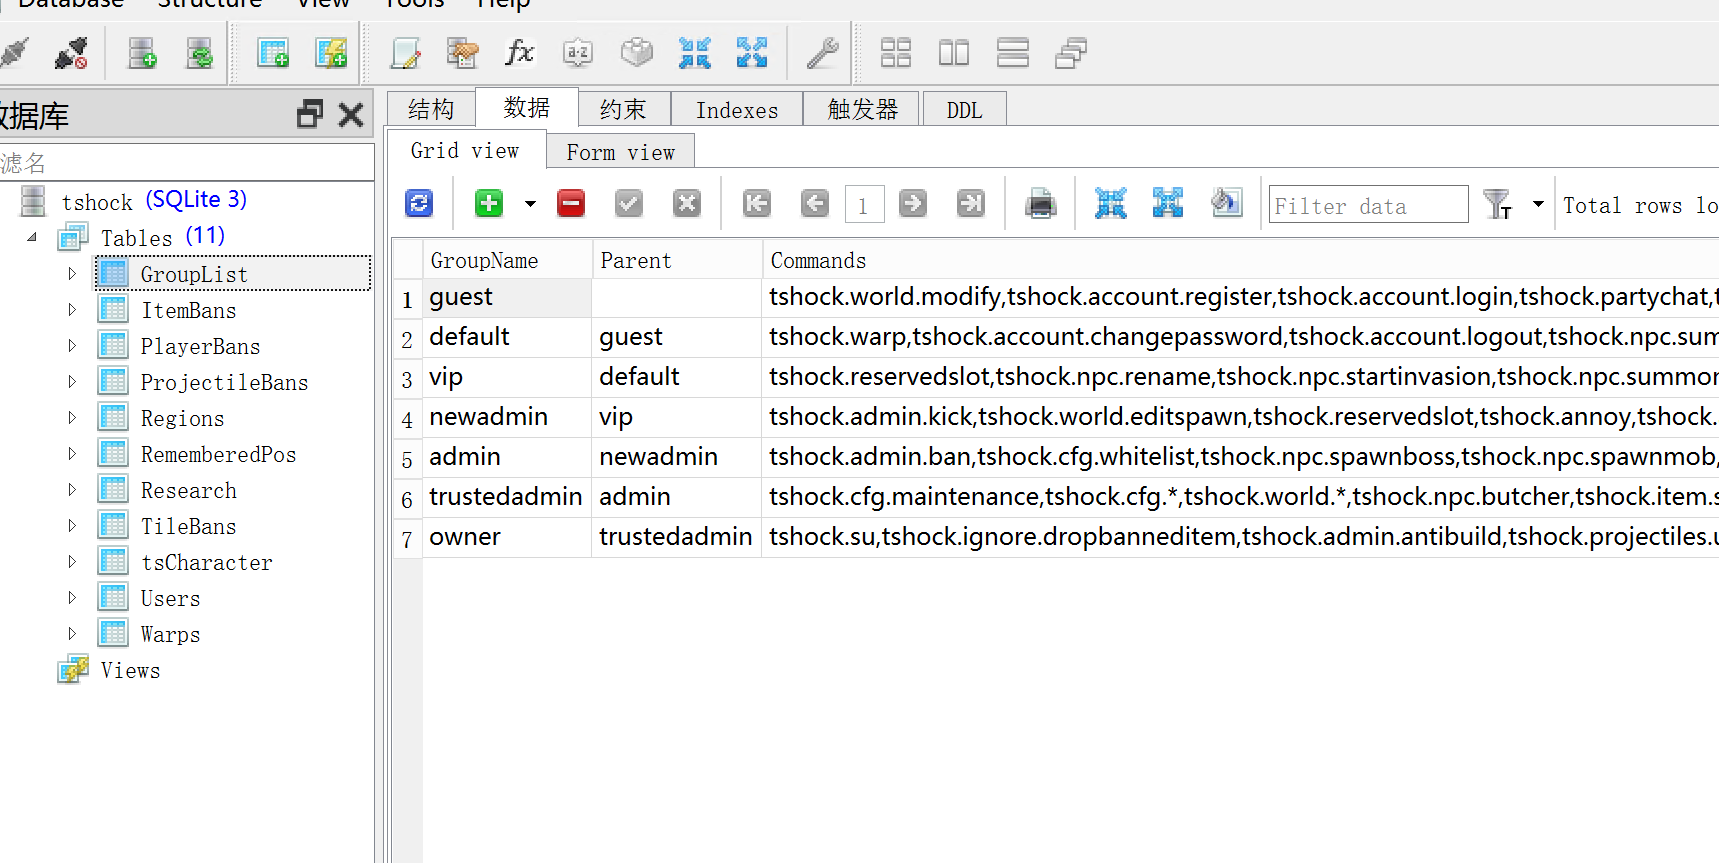 Database Structure View Tools Help
数据库
滤名
tshock (SQLite 3)
Tables (11)
GroupList
ItemBans
PlayerBans
ProjectileBans
Regions
RememberedPos
Research
TileBans
tsCharacter
Users
Warps
Views
结构 数据 约束 Indexes 触发器 DDL
Grid view Form view
1 Filter data Total rows lo
GroupName Parent Commands
1 guest tshock.world.modify,tshock.account.register,tshock.account.login,tshock.partychat,t
2 default guest tshock.warp,tshock.account.changepassword,tshock.account.logout,tshock.npc.sum
3 vip default tshock.reservedslot,tshock.npc.rename,tshock.npc.startinvasion,tshock.npc.summon
4 newadmin vip tshock.admin.kick,tshock.world.editspawn,tshock.reservedslot,tshock.annoy,tshock.
5 admin newadmin tshock.admin.ban,tshock.cfg.whitelist,tshock.npc.spawnboss,tshock.npc.spawnmob,
6 trustedadmin admin tshock.cfg.maintenance,tshock.cfg.*,tshock.world.*,tshock.npc.butcher,tshock.item.s
7 owner trustedadmin tshock.su,tshock.ignore.dropbanneditem,tshock.admin.antibuild,tshock.projectiles.u